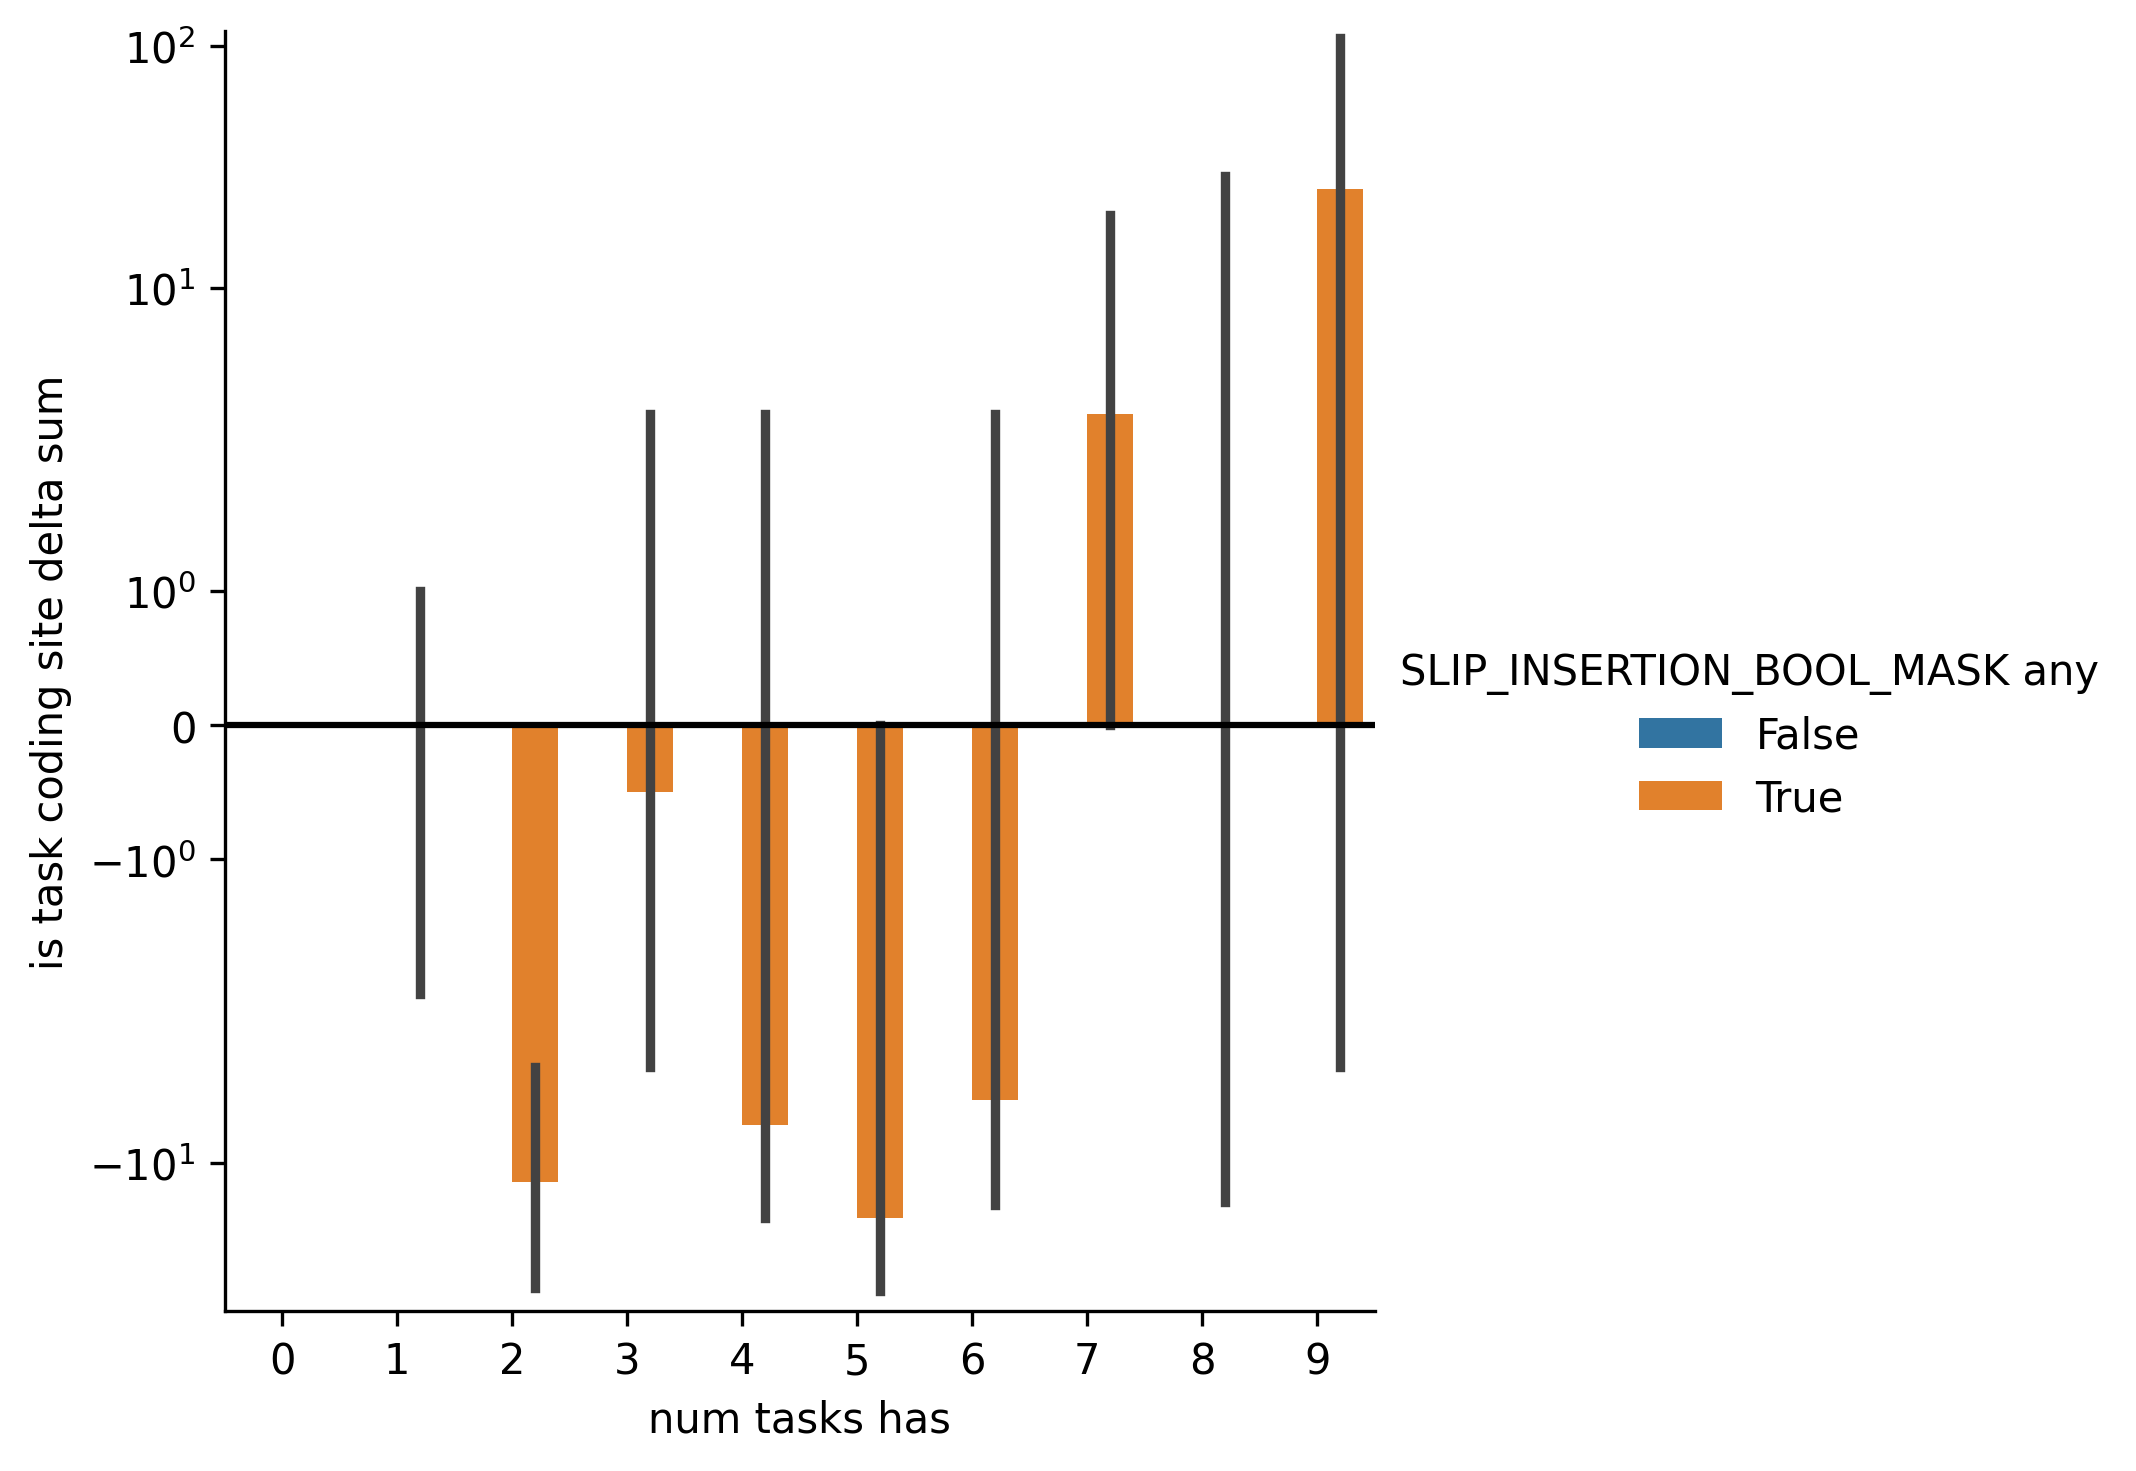 10²
10¹
10⁰
0
−10⁰
−10¹
is task coding site delta sum
0 1 2 3 4 5 6 7 8 9
num tasks has
SLIP_INSERTION_BOOL_MASK any
False
True